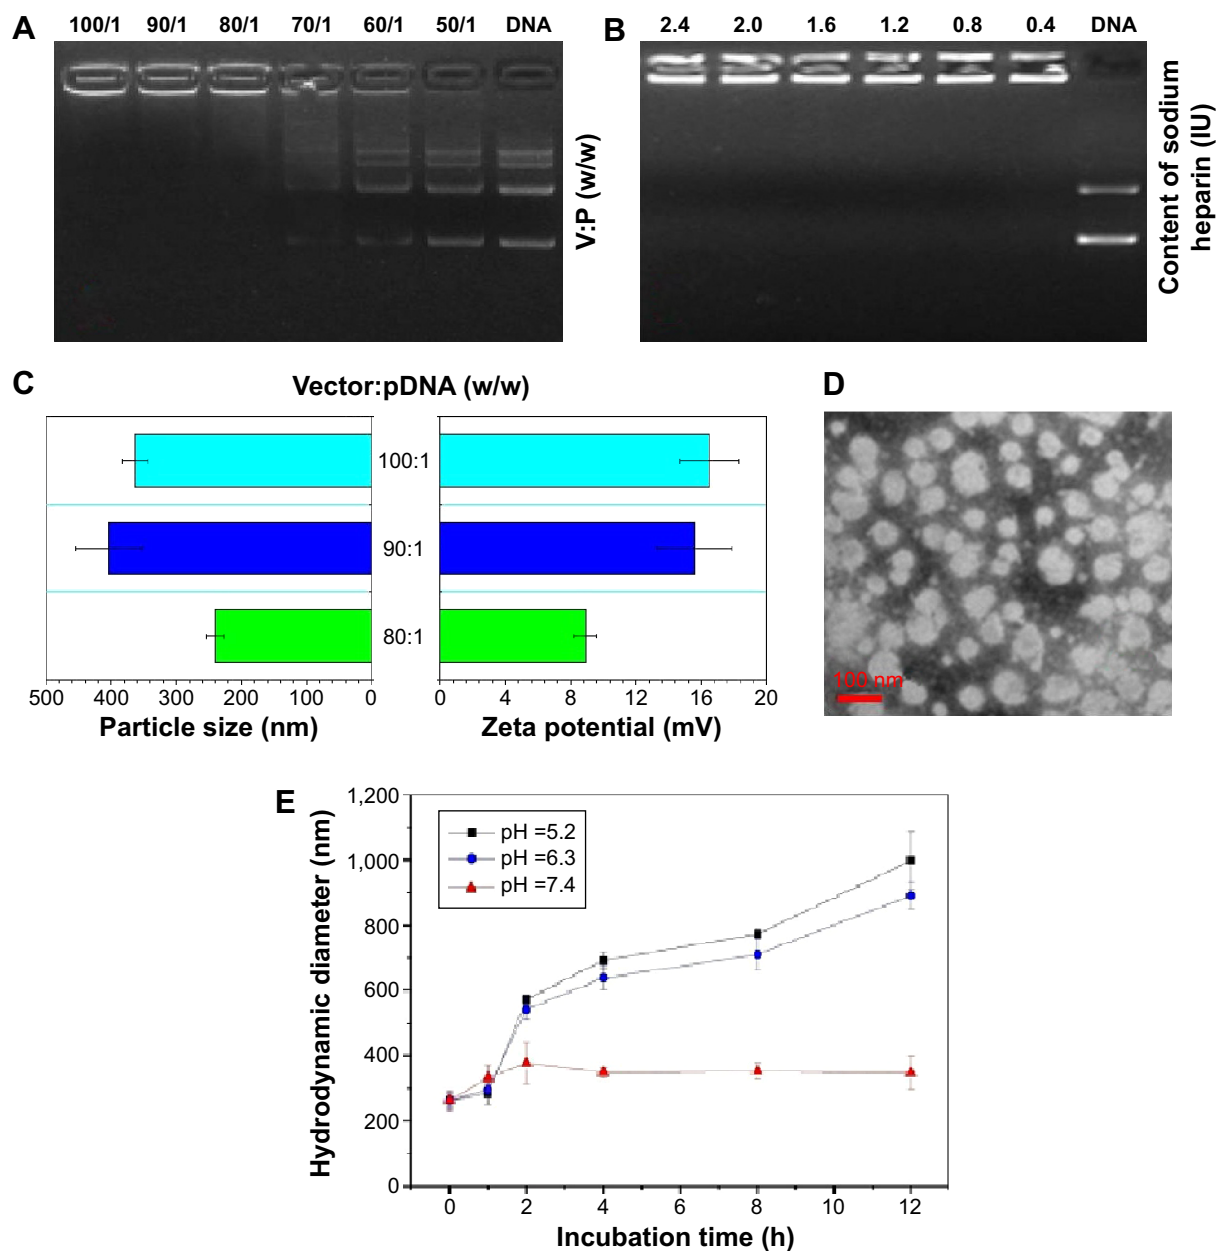 A
100/1 90/1 80/1 70/1 60/1 50/1 DNA
V:P (w/w)
B
2.4 2.0 1.6 1.2 0.8 0.4 DNA
Content of sodium
heparin (IU)
C
Vector:pDNA (w/w)
100:1
90:1
80:1
500 400 300 200 100 0
Particle size (nm)
0 4 8 12 16 20
Zeta potential (mV)
D
100 nm
E
1,200
1,000
800
600
400
200
0
Hydrodynamic diameter (nm)
pH =5.2
pH =6.3
pH =7.4
0 2 4 6 8 10 12
Incubation time (h)